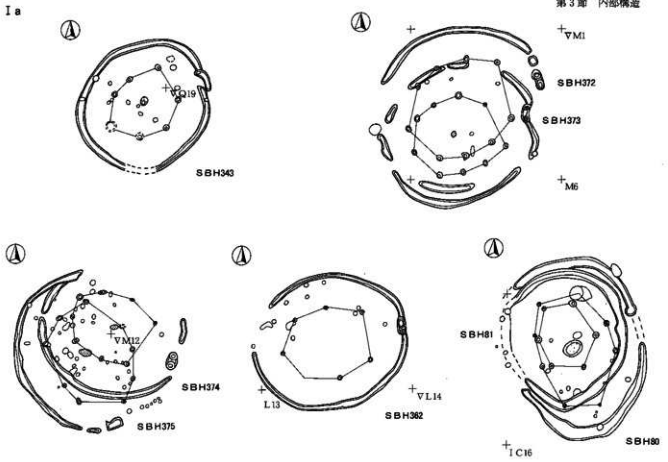 I a
第3節 内部構造
▽M1
SBH372
Q19
SBH373
SBH343
M6
▽M12
SBH81
SBH374
L13
▽L14
SBH375
SBH362
SBH80
I C16